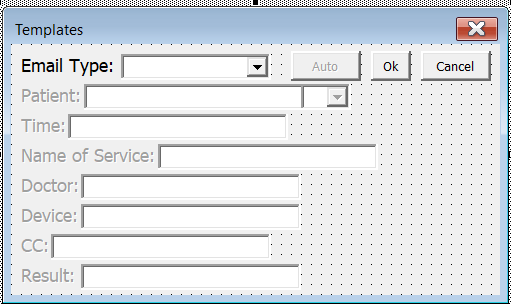 Templates
Email Type: Auto Ok Cancel
Patient:
Time:
Name of Service:
Doctor:
Device:
CC:
Result: